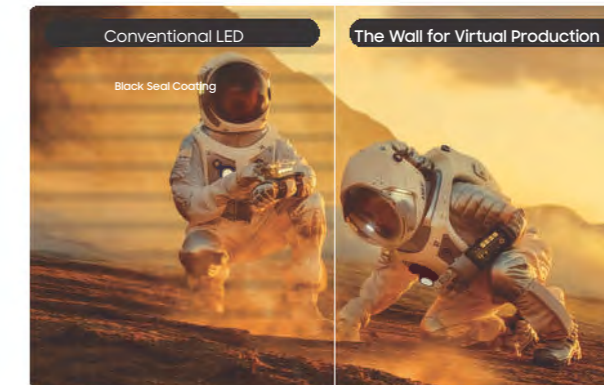 Conventional LED
The Wall for Virtual Production
Black Seal Coating